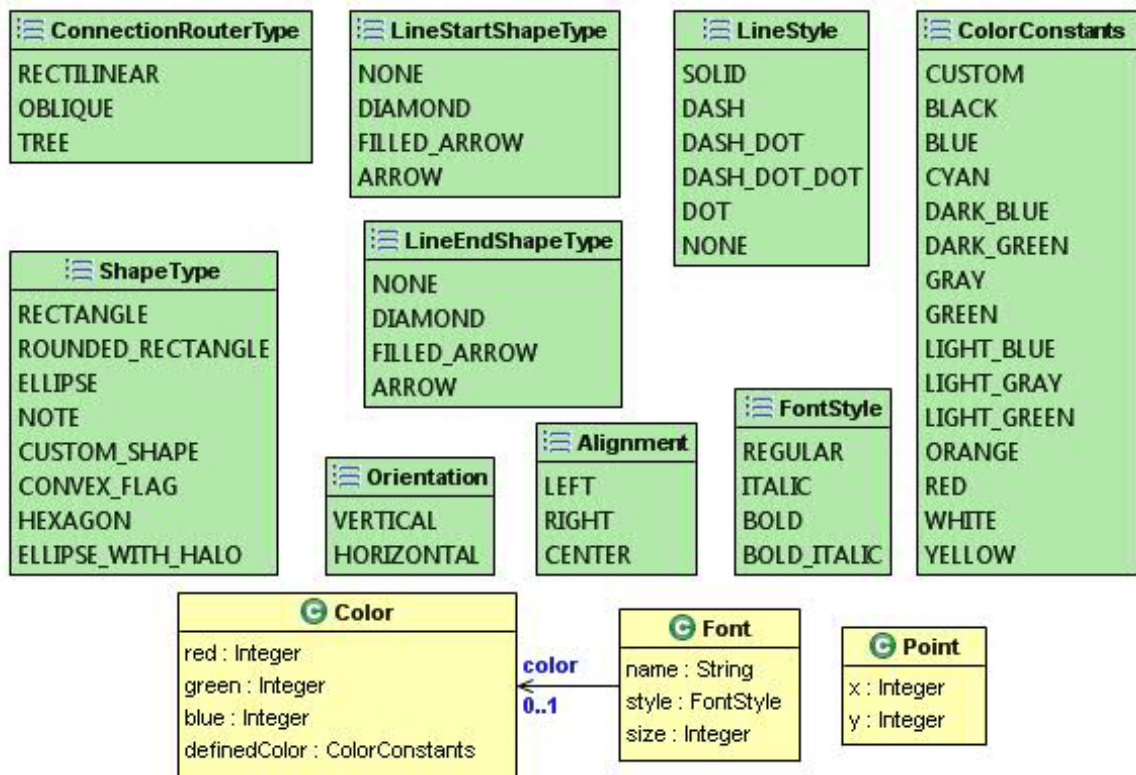 ConnectionRouterType
RECTILINEAR
OBLIQUE
TREE
LineStartShapeType
NONE
DIAMOND
FILLED_ARROW
ARROW
LineStyle
SOLID
DASH
DASH_DOT
DASH_DOT_DOT
DOT
NONE
ColorConstants
CUSTOM
BLACK
BLUE
CYAN
DARK_BLUE
DARK_GREEN
GRAY
GREEN
LIGHT_BLUE
LIGHT_GRAY
LIGHT_GREEN
ORANGE
RED
WHITE
YELLOW
ShapeType
RECTANGLE
ROUNDED_RECTANGLE
ELLIPSE
NOTE
CUSTOM_SHAPE
CONVEX_FLAG
HEXAGON
ELLIPSE_WITH_HALO
LineEndShapeType
NONE
DIAMOND
FILLED_ARROW
ARROW
Orientation
VERTICAL
HORIZONTAL
Alignment
LEFT
RIGHT
CENTER
FontStyle
REGULAR
ITALIC
BOLD
BOLD_ITALIC
C Color
red : Integer
green : Integer
blue : Integer
definedColor : ColorConstants
color
0..1
C Font
name : String
style : FontStyle
size : Integer
C Point
x : Integer
y : Integer